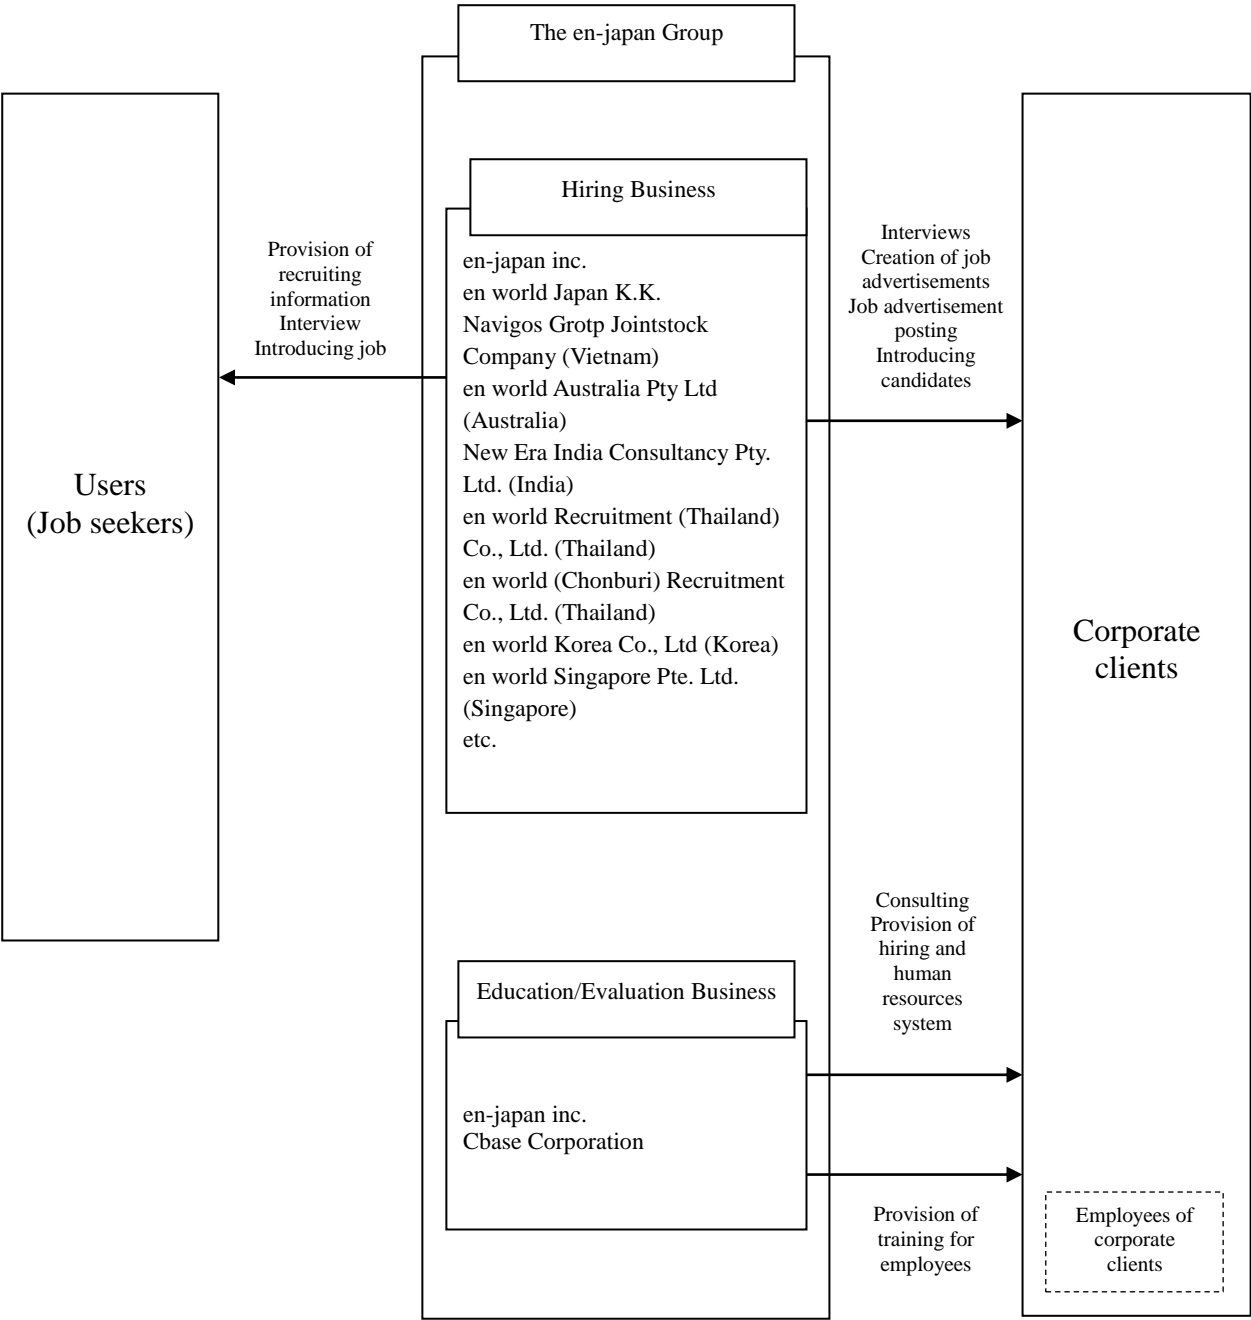 The en-japan Group
Hiring Business
Provision of
recruiting
information
Interview
Introducing job
en-japan inc.
en world Japan K.K.
Navigos Grotp Jointstock
Company (Vietnam)
en world Australia Pty Ltd
(Australia)
New Era India Consultancy Pty.
Ltd. (India)
en world Recruitment (Thailand)
Co., Ltd. (Thailand)
en world (Chonburi) Recruitment
Co., Ltd. (Thailand)
en world Korea Co., Ltd (Korea)
en world Singapore Pte. Ltd.
(Singapore)
etc.
Interviews
Creation of job
advertisements
Job advertisement
posting
Introducing
candidates
Users
(Job seekers)
Corporate
clients
Education/Evaluation Business
en-japan inc.
Cbase Corporation
Consulting
Provision of
hiring and
human
resources
system
Provision of
training for
employees
Employees of
corporate
clients